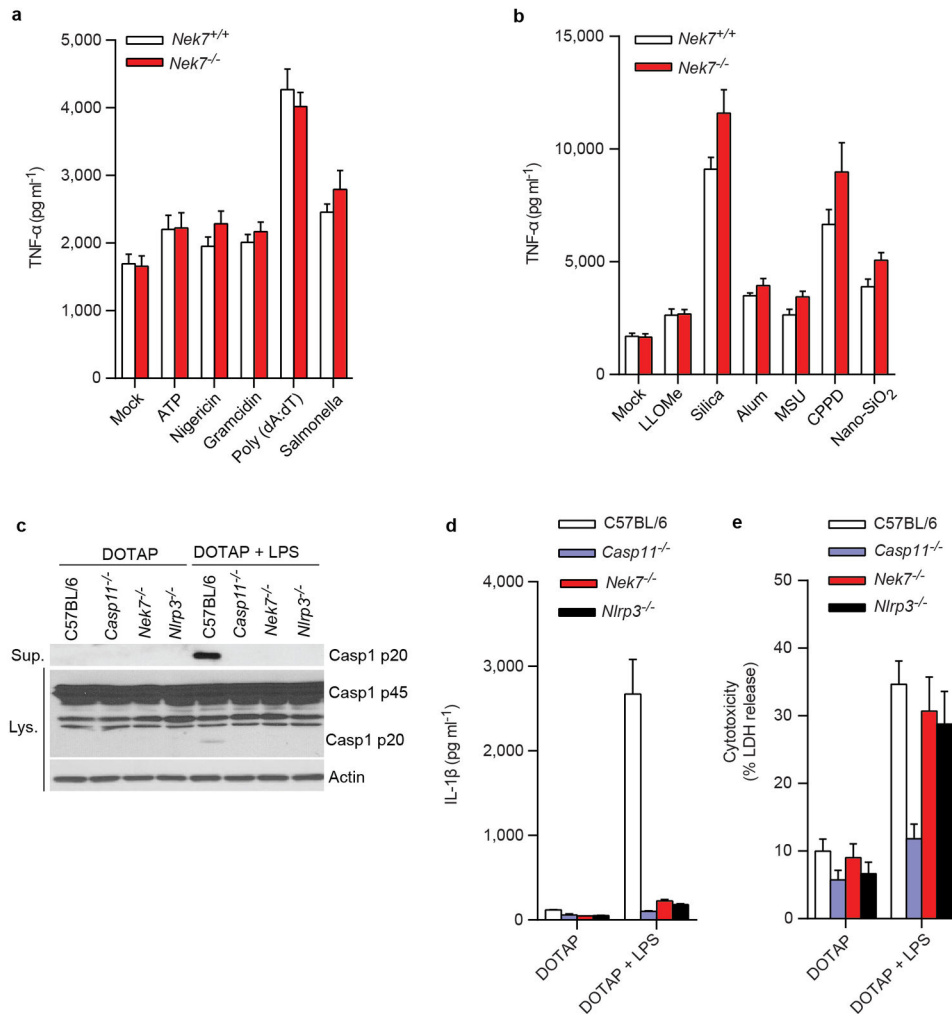 a
Nek7+/+
Nek7-/-
TNF-α (pg ml-1)
5,000
4,000
3,000
2,000
1,000
0
Mock
ATP
Nigericin
Gramcidin
Poly (dA:dT)
Salmonella
b
Nek7+/+
Nek7-/-
TNF-α (pg ml-1)
15,000
10,000
5,000
0
Mock
LLOMe
Silica
Alum
MSU
CPPD
Nano-SiO2
c
DOTAP
DOTAP + LPS
C57BL/6
Casp11-/-
Nek7-/-
Nlrp3-/-
C57BL/6
Casp11-/-
Nek7-/-
Nlrp3-/-
Sup.
Casp1 p20
Lys.
Casp1 p45
Casp1 p20
Actin
d
C57BL/6
Casp11-/-
Nek7-/-
Nlrp3-/-
IL-1β (pg ml-1)
4,000
3,000
2,000
1,000
0
DOTAP
DOTAP + LPS
e
C57BL/6
Casp11-/-
Nek7-/-
Nlrp3-/-
Cytotoxicity
(% LDH release)
50
40
30
20
10
0
DOTAP
DOTAP + LPS